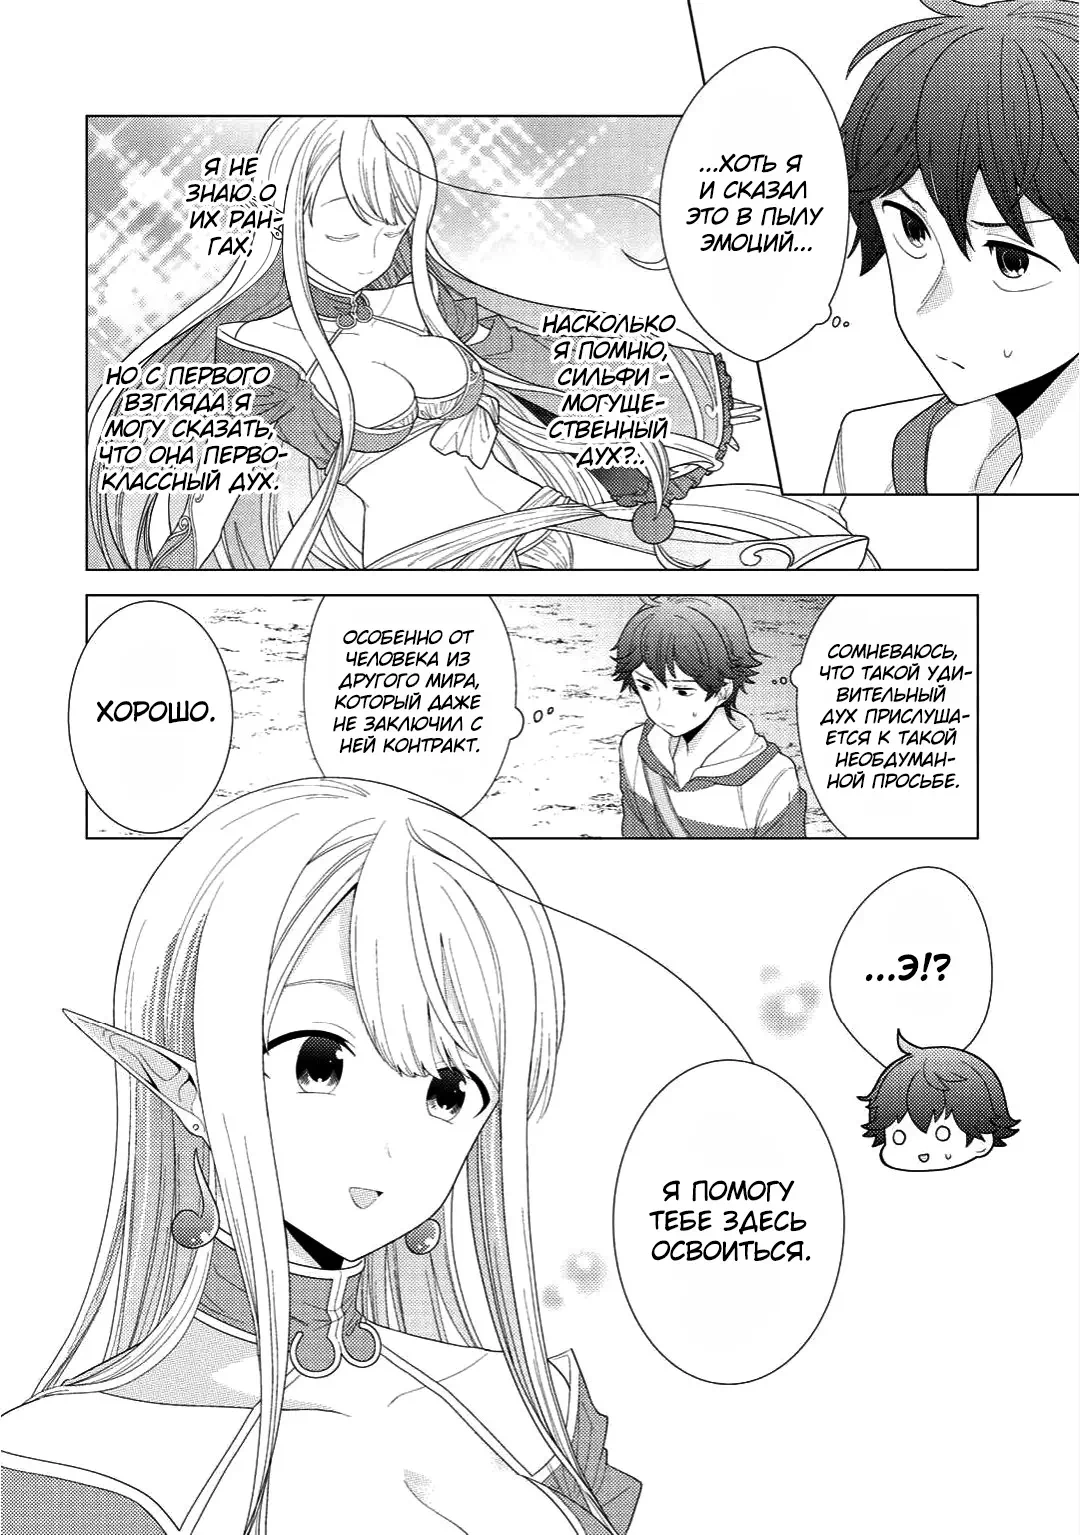 ...ХОТЬ Я
И СКАЗАЛ
ЭТО В ПЫЛУ
ЭМОЦИЙ...
НАСКОЛЬКО
Я ПОМНЮ,
СИЛЬФИ -
МОГУЩЕ-
СТВЕННЫЙ
ДУХ?..
Я НЕ
ЗНАЮ О
ИХ РАН-
ГАХ,
НО С ПЕРВОГО
ВЗГЛЯДА Я
МОГУ СКАЗАТЬ,
ЧТО ОНА ПЕРВО-
КЛАССНЫЙ ДУХ.
СОМНЕВАЮСЬ,
ЧТО ТАКОЙ УДИ-
ВИТЕЛЬНЫЙ
ДУХ ПРИСЛУША-
ЕТСЯ К ТАКОЙ
НЕОБДУМАН-
НОЙ ПРОСЬБЕ.
ОСОБЕННО ОТ
ЧЕЛОВЕКА ИЗ
ДРУГОГО МИРА,
КОТОРЫЙ ДАЖЕ
НЕ ЗАКЛЮЧИЛ С
НЕЙ КОНТРАКТ.
ХОРОШО.
...Э!?
Я ПОМОГУ
ТЕБЕ ЗДЕСЬ
ОСВОИТЬСЯ.